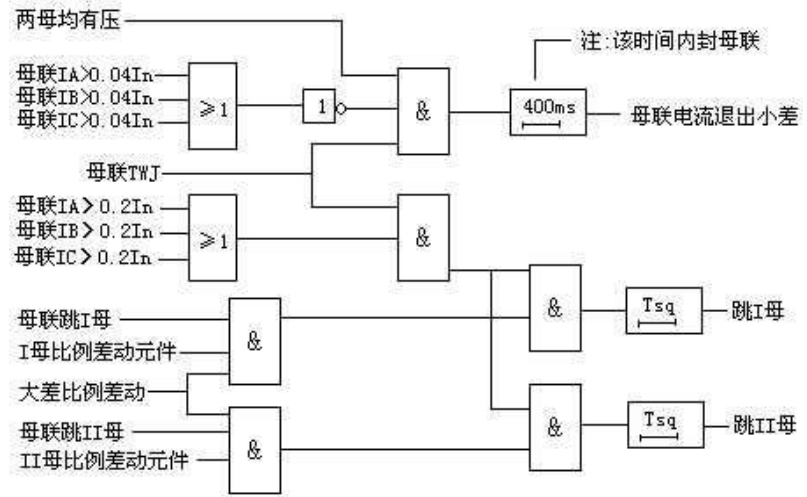 两母均有压
注:该时间内封母联
母联IA>0.04In
母联IB>0.04In
母联IC>0.04In
≥1
1
&
400ms
母联电流退出小差
母联TWJ
母联IA>0.2In
母联IB>0.2In
母联IC>0.2In
≥1
&
母联跳I母
I母比例差动元件
大差比例差动
&
&
Tsq
跳I母
母联跳II母
II母比例差动元件
&
&
Tsq
跳II母